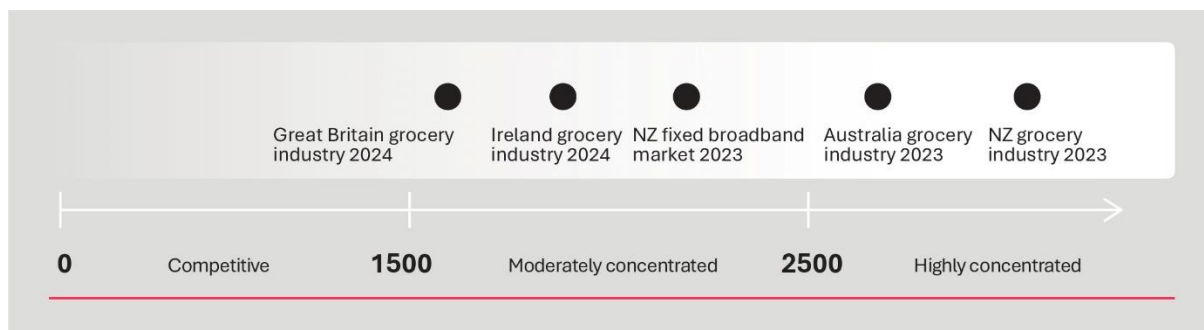 Great Britain grocery
industry 2024
Ireland grocery
industry 2024
NZ fixed broadband
market 2023
Australia grocery
industry 2023
NZ grocery
industry 2023
0 Competitive 1500 Moderately concentrated 2500 Highly concentrated